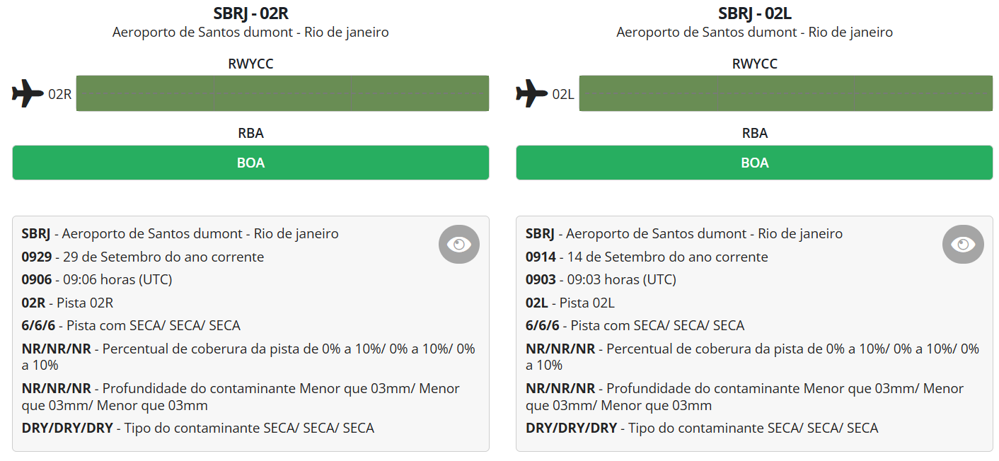 SBRJ - 02R
Aeroporto de Santos dumont - Rio de janeiro
RWYCC
02R
RBA
BOA
SBRJ - Aeroporto de Santos dumont - Rio de janeiro
0929 - 29 de Setembro do ano corrente
0906 - 09:06 horas (UTC)
02R - Pista 02R
6/6/6 - Pista com SECA/ SECA/ SECA
NR/NR/NR - Percentual de coberura da pista de 0% a 10%/ 0% a 10%/ 0%
a 10%
NR/NR/NR - Profundidade do contaminante Menor que 03mm/ Menor
que 03mm/ Menor que 03mm
DRY/DRY/DRY - Tipo do contaminante SECA/ SECA/ SECA
SBRJ - 02L
Aeroporto de Santos dumont - Rio de janeiro
RWYCC
02L
RBA
BOA
SBRJ - Aeroporto de Santos dumont - Rio de janeiro
0914 - 14 de Setembro do ano corrente
0903 - 09:03 horas (UTC)
02L - Pista 02L
6/6/6 - Pista com SECA/ SECA/ SECA
NR/NR/NR - Percentual de coberura da pista de 0% a 10%/ 0% a 10%/ 0%
a 10%
NR/NR/NR - Profundidade do contaminante Menor que 03mm/ Menor
que 03mm/ Menor que 03mm
DRY/DRY/DRY - Tipo do contaminante SECA/ SECA/ SECA